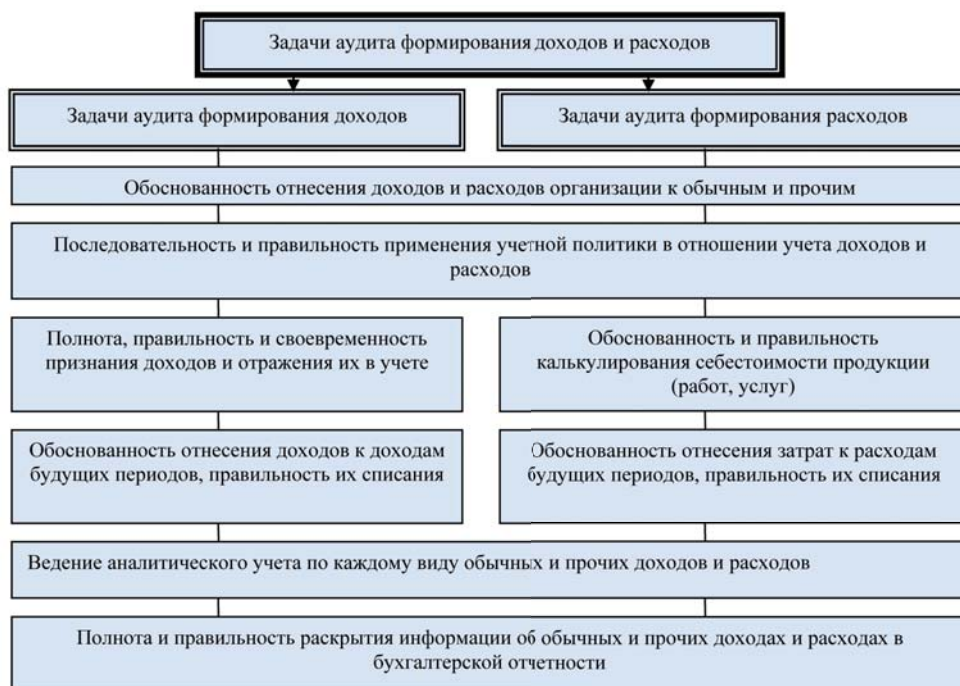 Задачи аудита формирования доходов и расходов
Задачи аудита формирования доходов
Задачи аудита формирования расходов
Обоснованность отнесения доходов и расходов организации к обычным и прочим
Последовательность и правильность применения учетной политики в отношении учета доходов и
расходов
Полнота, правильность и своевременность
признания доходов и отражения их в учете
Обоснованность и правильность
калькулирования себестоимости продукции
(работ, услуг)
Обоснованность отнесения доходов к доходам
будущих периодов, правильность их списания
Обоснованность отнесения затрат к расходам
будущих периодов, правильность их списания
Ведение аналитического учета по каждому виду обычных и прочих доходов и расходов
Полнота и правильность раскрытия информации об обычных и прочих доходах и расходах в
бухгалтерской отчетности